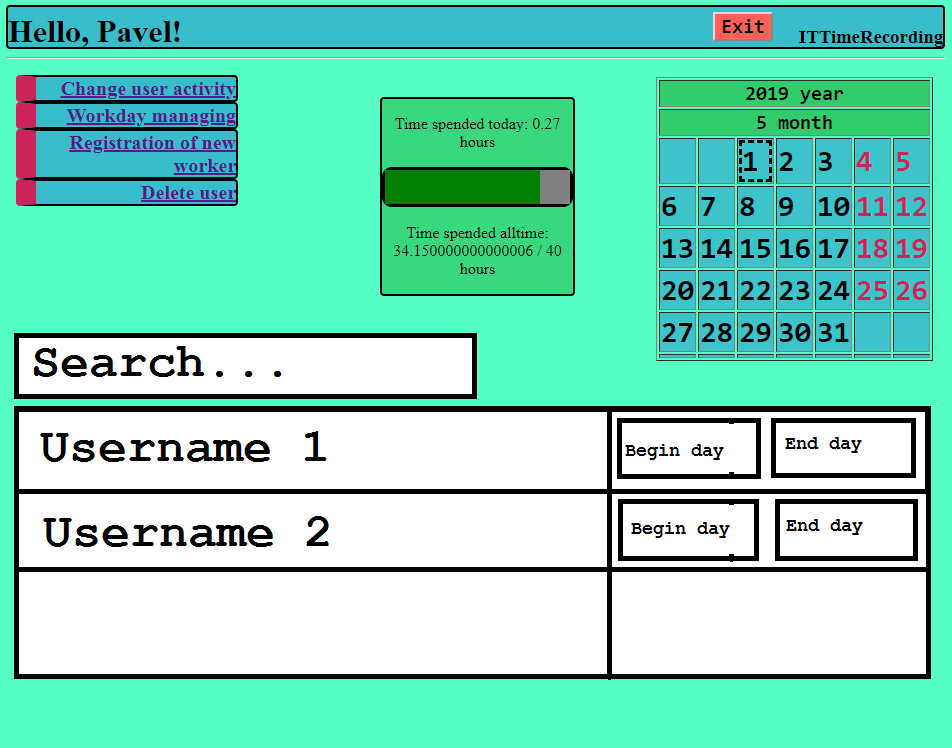 Hello, Pavel!
Exit
ITTimeRecording
Change user activity
Workday managing
Registration of new
worker
Delete user
Time spended today: 0.27
hours
Time spended alltime:
34.150000000000006 / 40
hours
2019 year
5 month
1 2 3 4 5
6 7 8 9 10 11 12
13 14 15 16 17 18 19
20 21 22 23 24 25 26
27 28 29 30 31
Search...
Username 1
Begin day
End day
Username 2
Begin day
End day